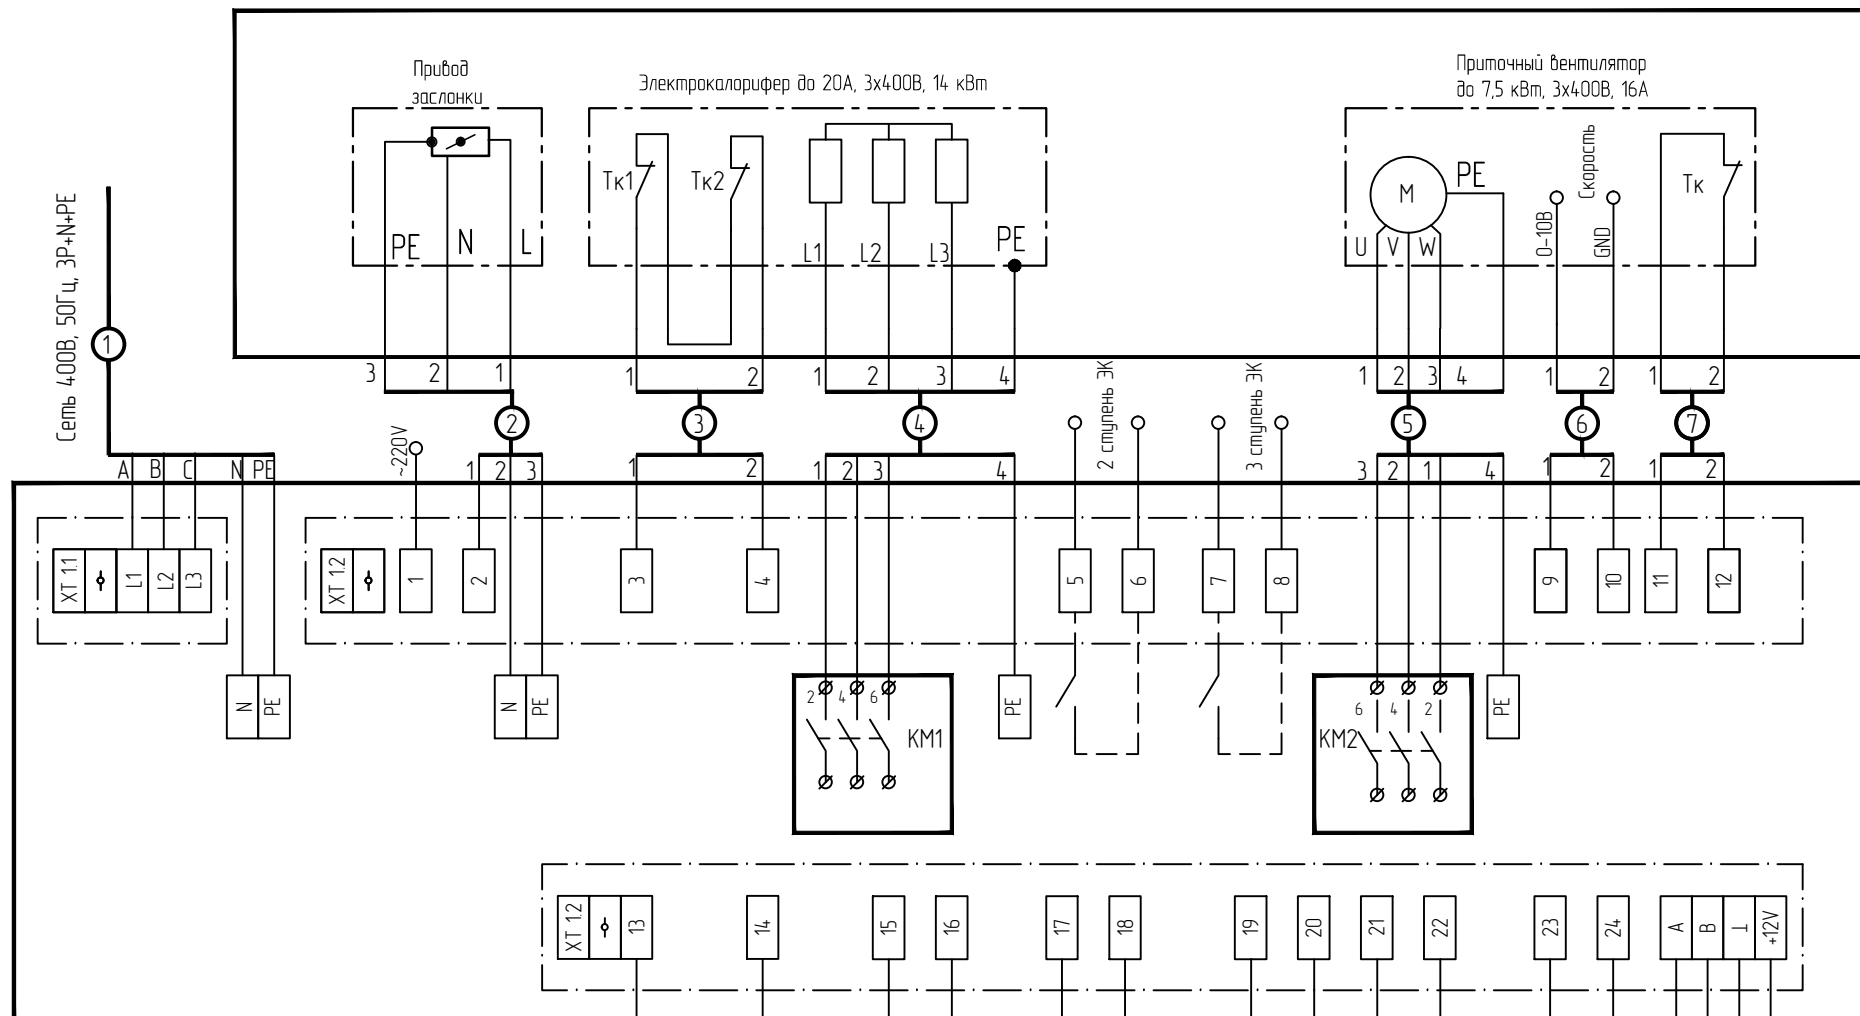 Привод
заслонки
Электрокалорифер до 20А, 3х400В, 14 кВт
Приточный вентилятор
до 7,5 кВт, 3х400В, 16А
Тк1
Тк2
M
PE
Скорость
Тк
PE
N
L
L1
L2
L3
PE
U
V
W
0-10В
GND
Сеть 400В, 50Гц, 3P+N+PE
1
3
2
1
1
2
1
2
3
4
1
2
3
4
1
2
1
2
2
3
4
2 ступень ЭК
3 ступень ЭК
5
6
7
~220V
A
B
C
N
PE
1
2
3
1
2
1
2
3
4
3
2
1
4
1
2
1
2
XT 1.1
L1
L2
L3
XT 1.2
1
2
3
4
5
6
7
8
9
10
11
12
N
PE
N
PE
2
4
6
KM1
PE
6
4
2
KM2
PE
XT 1.2
13
14
15
16
17
18
19
20
21
22
23
24
A
B
⊥
+12V